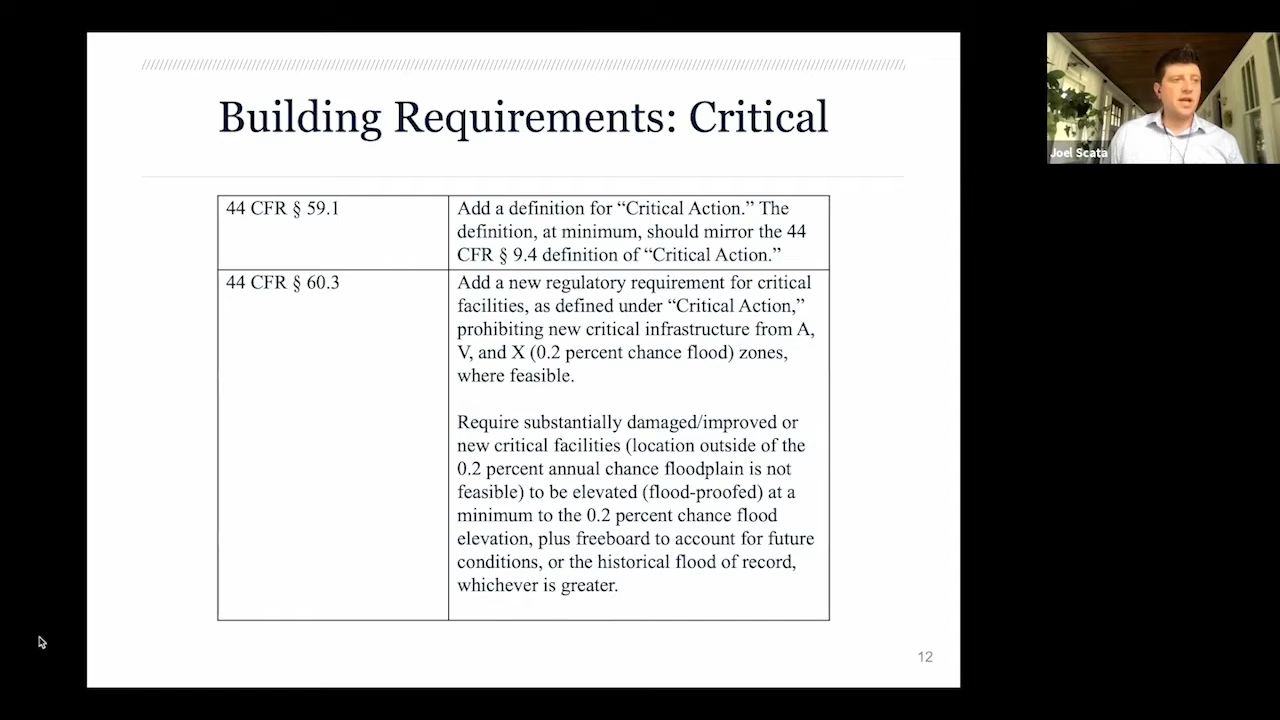 Building Requirements: Critical
44 CFR § 59.1
Add a definition for “Critical Action.” The
definition, at minimum, should mirror the 44
CFR § 9.4 definition of “Critical Action.”
44 CFR § 60.3
Add a new regulatory requirement for critical
facilities, as defined under “Critical Action,”
prohibiting new critical infrastructure from A,
V, and X (0.2 percent chance flood) zones,
where feasible.
Require substantially damaged/improved or
new critical facilities (location outside of the
0.2 percent annual chance floodplain is not
feasible) to be elevated (flood-proofed) at a
minimum to the 0.2 percent chance flood
elevation, plus freeboard to account for future
conditions, or the historical flood of record,
whichever is greater.
12
Joel Scata